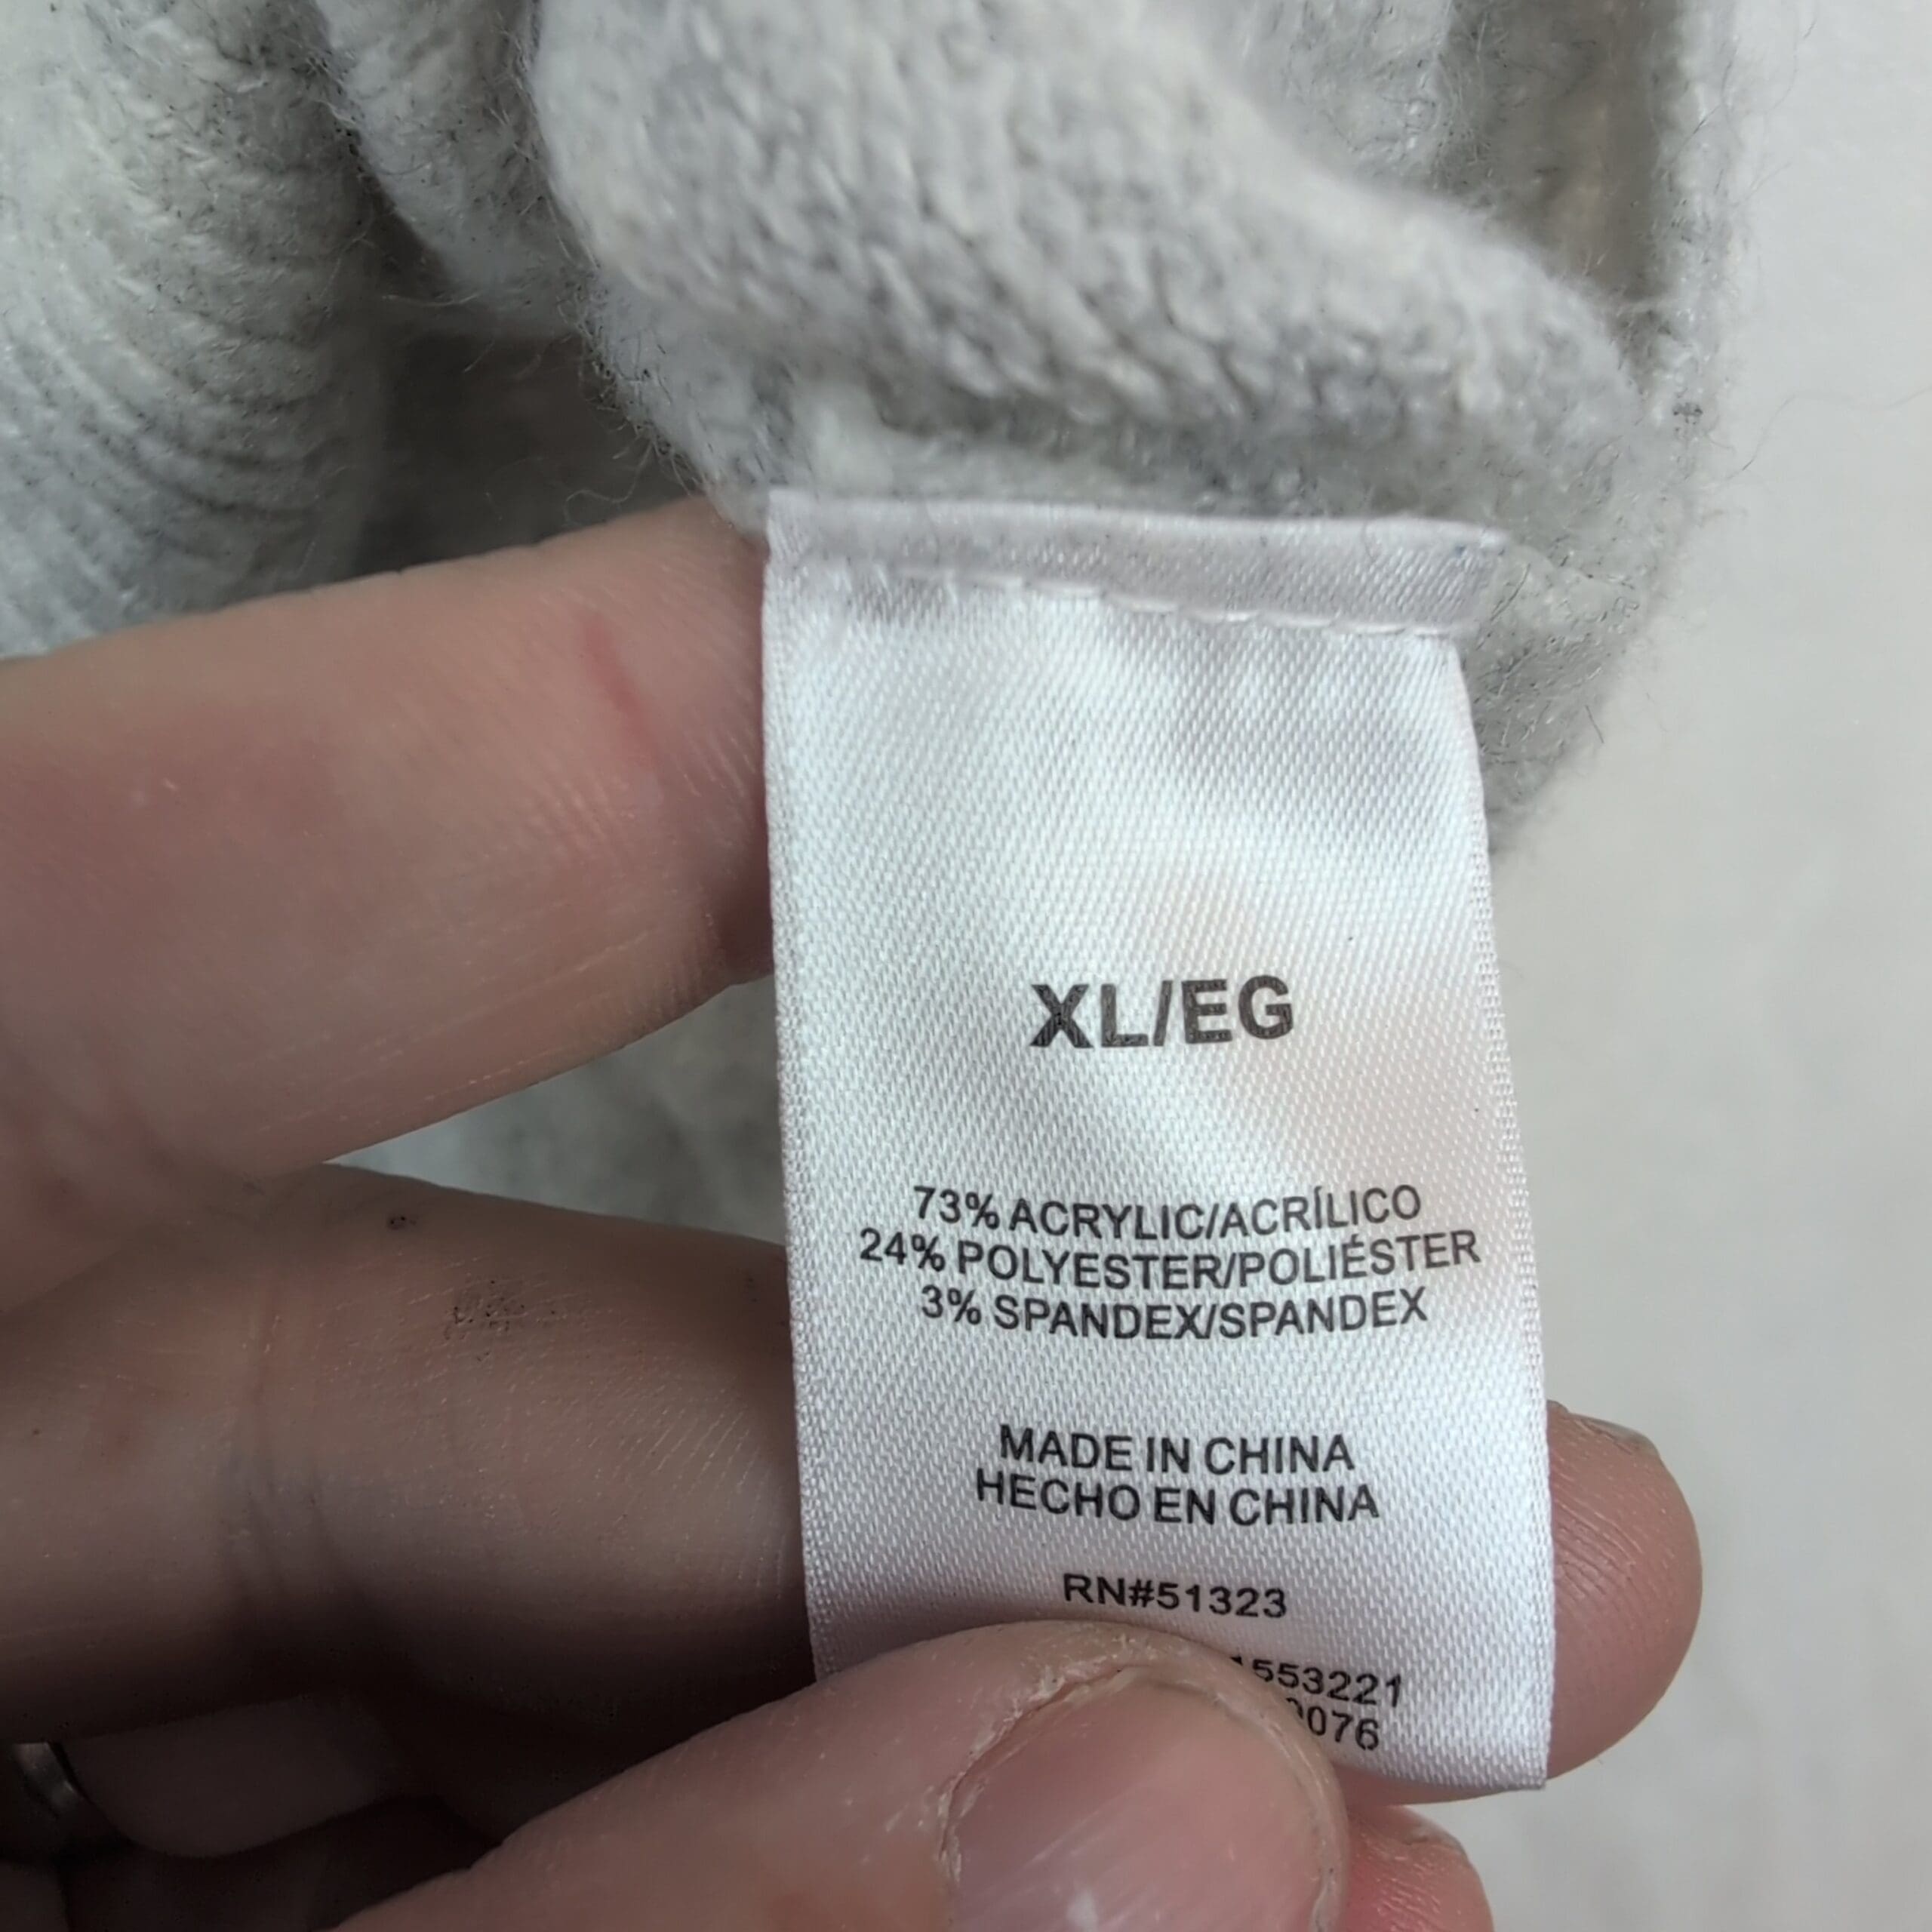 XL/EG
73% ACRYLIC/ACRÍLICO
24% POLYESTER/POLIÉSTER
3% SPANDEX/SPANDEX
MADE IN CHINA
HECHO EN CHINA
RN#51323